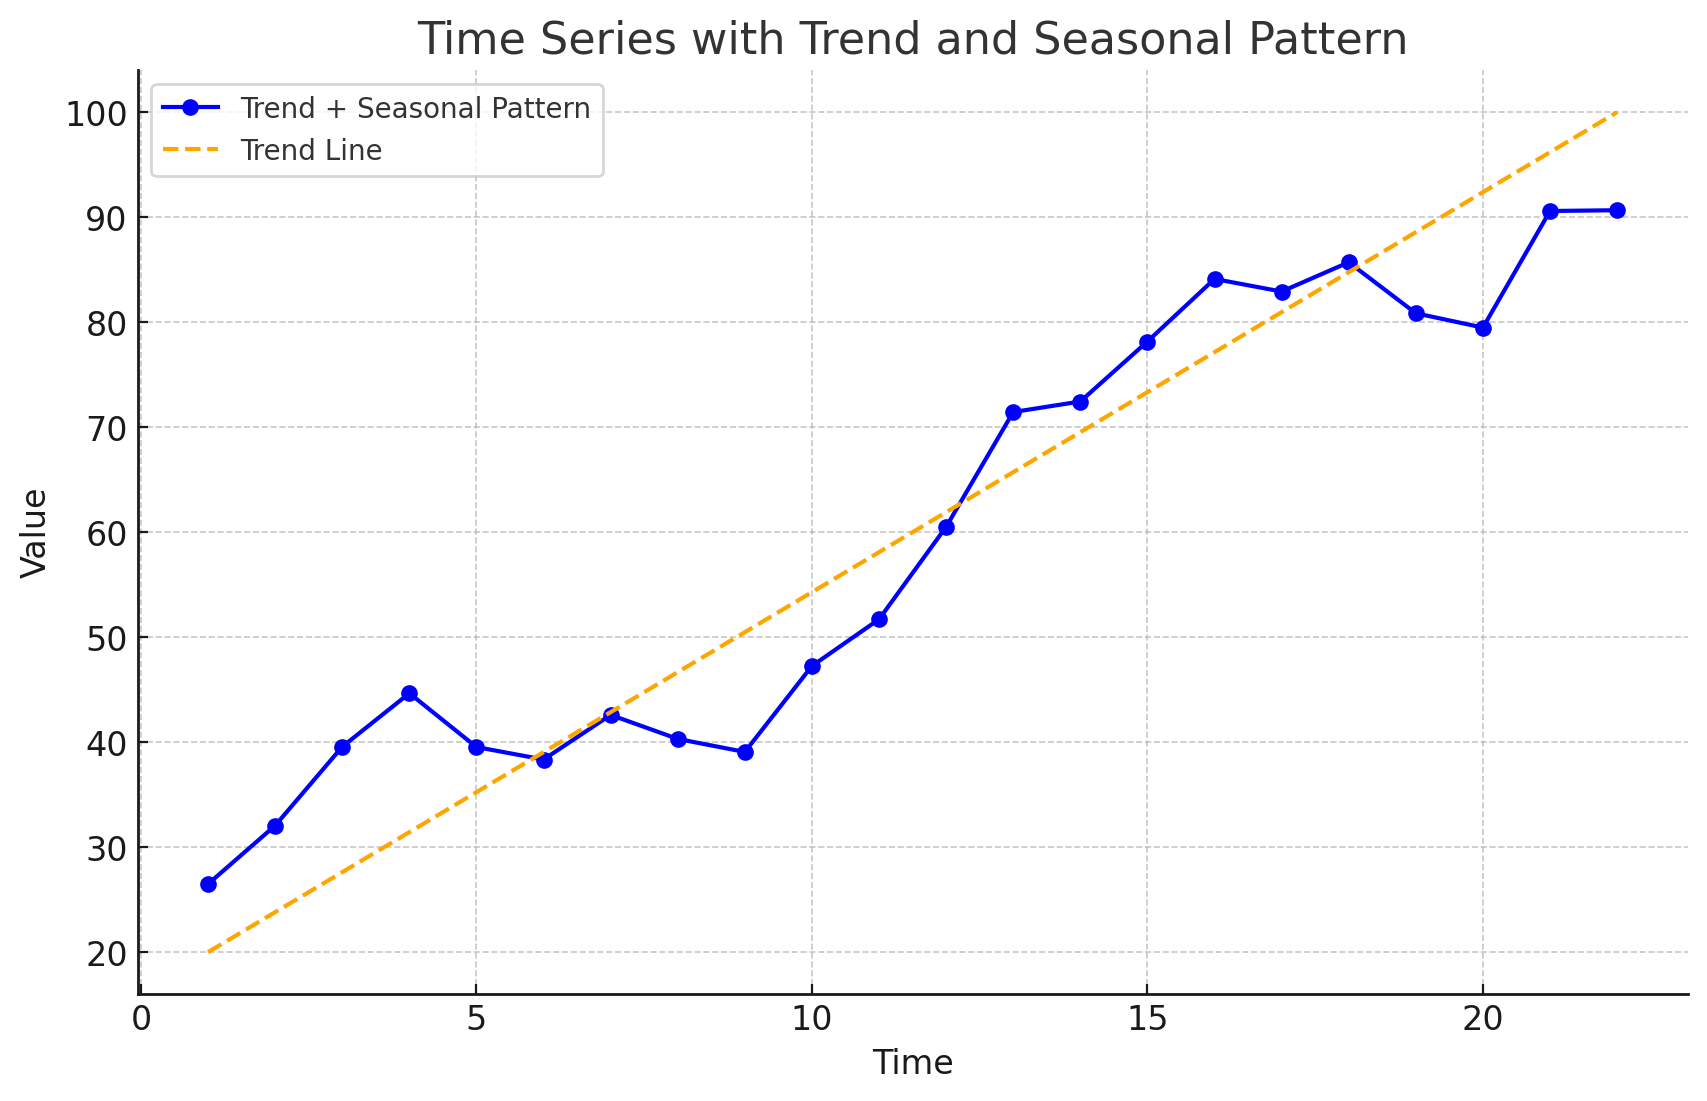 Time Series with Trend and Seasonal Pattern
Trend + Seasonal Pattern
Trend Line
100
90
80
70
60
50
40
30
20
Value
0 5 10 15 20
Time